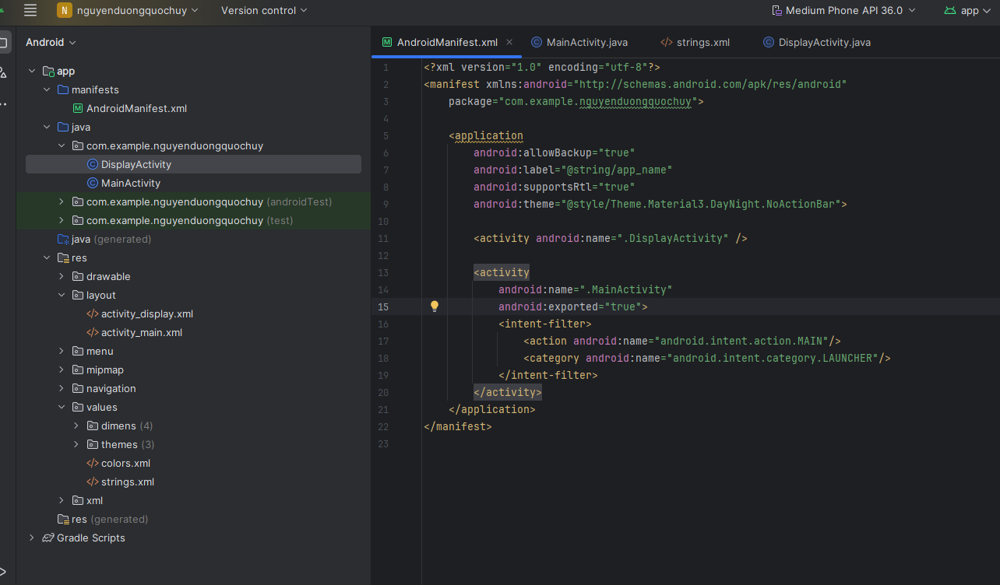 N nguyenduongquochuy Version control Medium Phone API 36.0 app
Android
AndroidManifest.xml MainActivity.java strings.xml DisplayActivity.java
app
manifests
AndroidManifest.xml
java
com.example.nguyenduongquochuy
DisplayActivity
MainActivity
com.example.nguyenduongquochuy (androidTest)
com.example.nguyenduongquochuy (test)
java (generated)
res
drawable
layout
activity_display.xml
activity_main.xml
menu
mipmap
navigation
values
dimens (4)
themes (3)
colors.xml
strings.xml
xml
res (generated)
Gradle Scripts
1 <?xml version="1.0" encoding="utf-8"?>
2 <manifest xmlns:android="http://schemas.android.com/apk/res/android"
3 package="com.example.nguyenduongquochuy">
4
5 <application
6 android:allowBackup="true"
7 android:label="@string/app_name"
8 android:supportsRtl="true"
9 android:theme="@style/Theme.Material3.DayNight.NoActionBar">
10
11 <activity android:name=".DisplayActivity" />
12
13 <activity
14 android:name=".MainActivity"
15 android:exported="true">
16 <intent-filter>
17 <action android:name="android.intent.action.MAIN"/>
18 <category android:name="android.intent.category.LAUNCHER"/>
19 </intent-filter>
20 </activity>
21 </application>
22 </manifest>
23